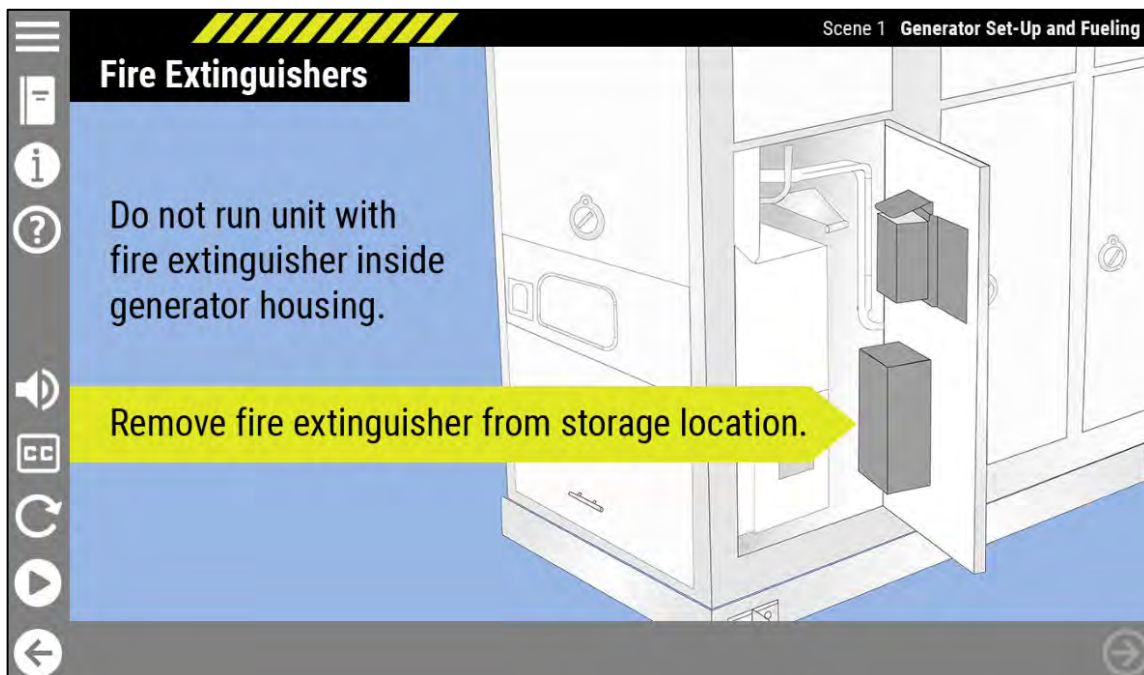 Scene 1 Generator Set-Up and Fueling
Fire Extinguishers
i
?
Do not run unit with
fire extinguisher inside
generator housing.
Remove fire extinguisher from storage location.
CC